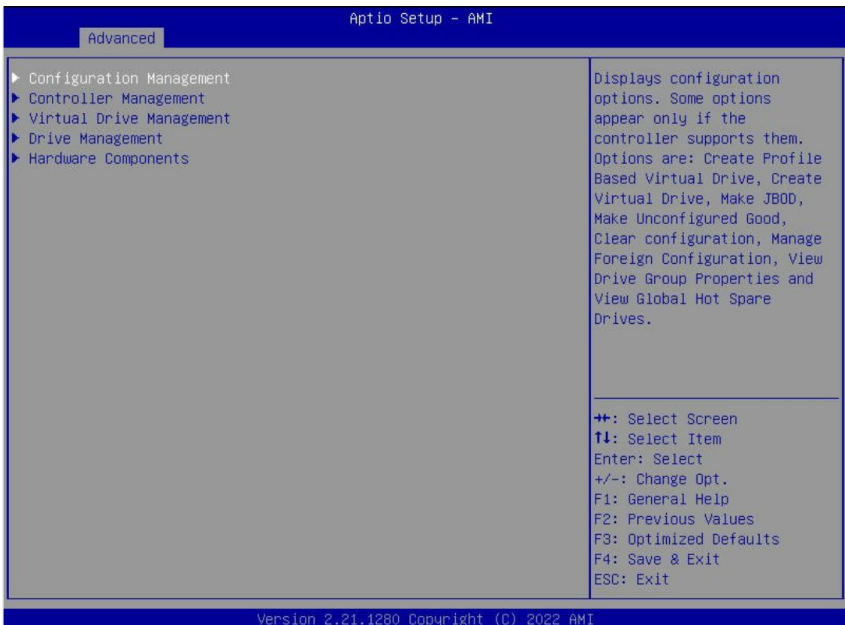 Aptio Setup – AMI
Advanced
► Configuration Management
► Controller Management
► Virtual Drive Management
► Drive Management
► Hardware Components
Displays configuration
options. Some options
appear only if the
controller supports them.
Options are: Create Profile
Based Virtual Drive, Create
Virtual Drive, Make JBOD,
Make Unconfigured Good,
Clear configuration, Manage
Foreign Configuration, View
Drive Group Properties and
View Global Hot Spare
Drives.
→←: Select Screen
↑↓: Select Item
Enter: Select
+/-: Change Opt.
F1: General Help
F2: Previous Values
F3: Optimized Defaults
F4: Save & Exit
ESC: Exit
Version 2.21.1280 Copyright (C) 2022 AMI